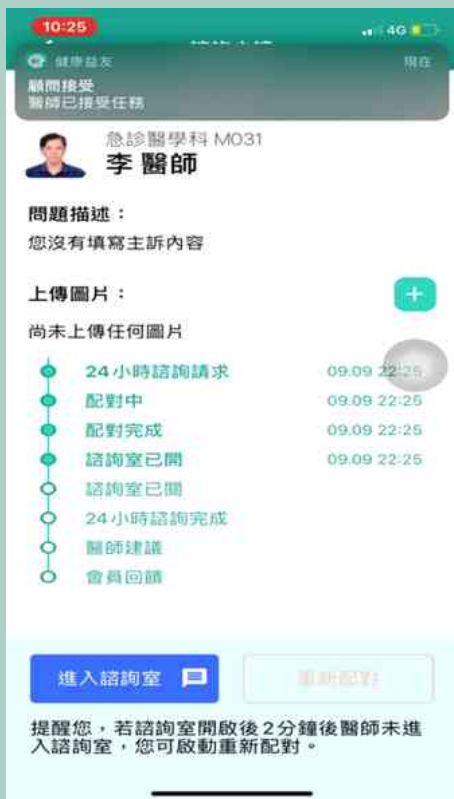 10:25
4G
健康益友
現在
顧問接受
醫師已接受任務
急診醫學科 M031
李 醫師
問題描述：
您沒有填寫主訴內容
上傳圖片：
尚未上傳任何圖片
24小時諮詢請求 09.09 22:25
配對中 09.09 22:25
配對完成 09.09 22:25
諮詢室已開 09.09 22:25
諮詢室已關
24小時諮詢完成
醫師建議
會員回饋
進入諮詢室
重新配對
提醒您，若諮詢室開啟後2分鐘後醫師未進
入諮詢室，您可啟動重新配對。